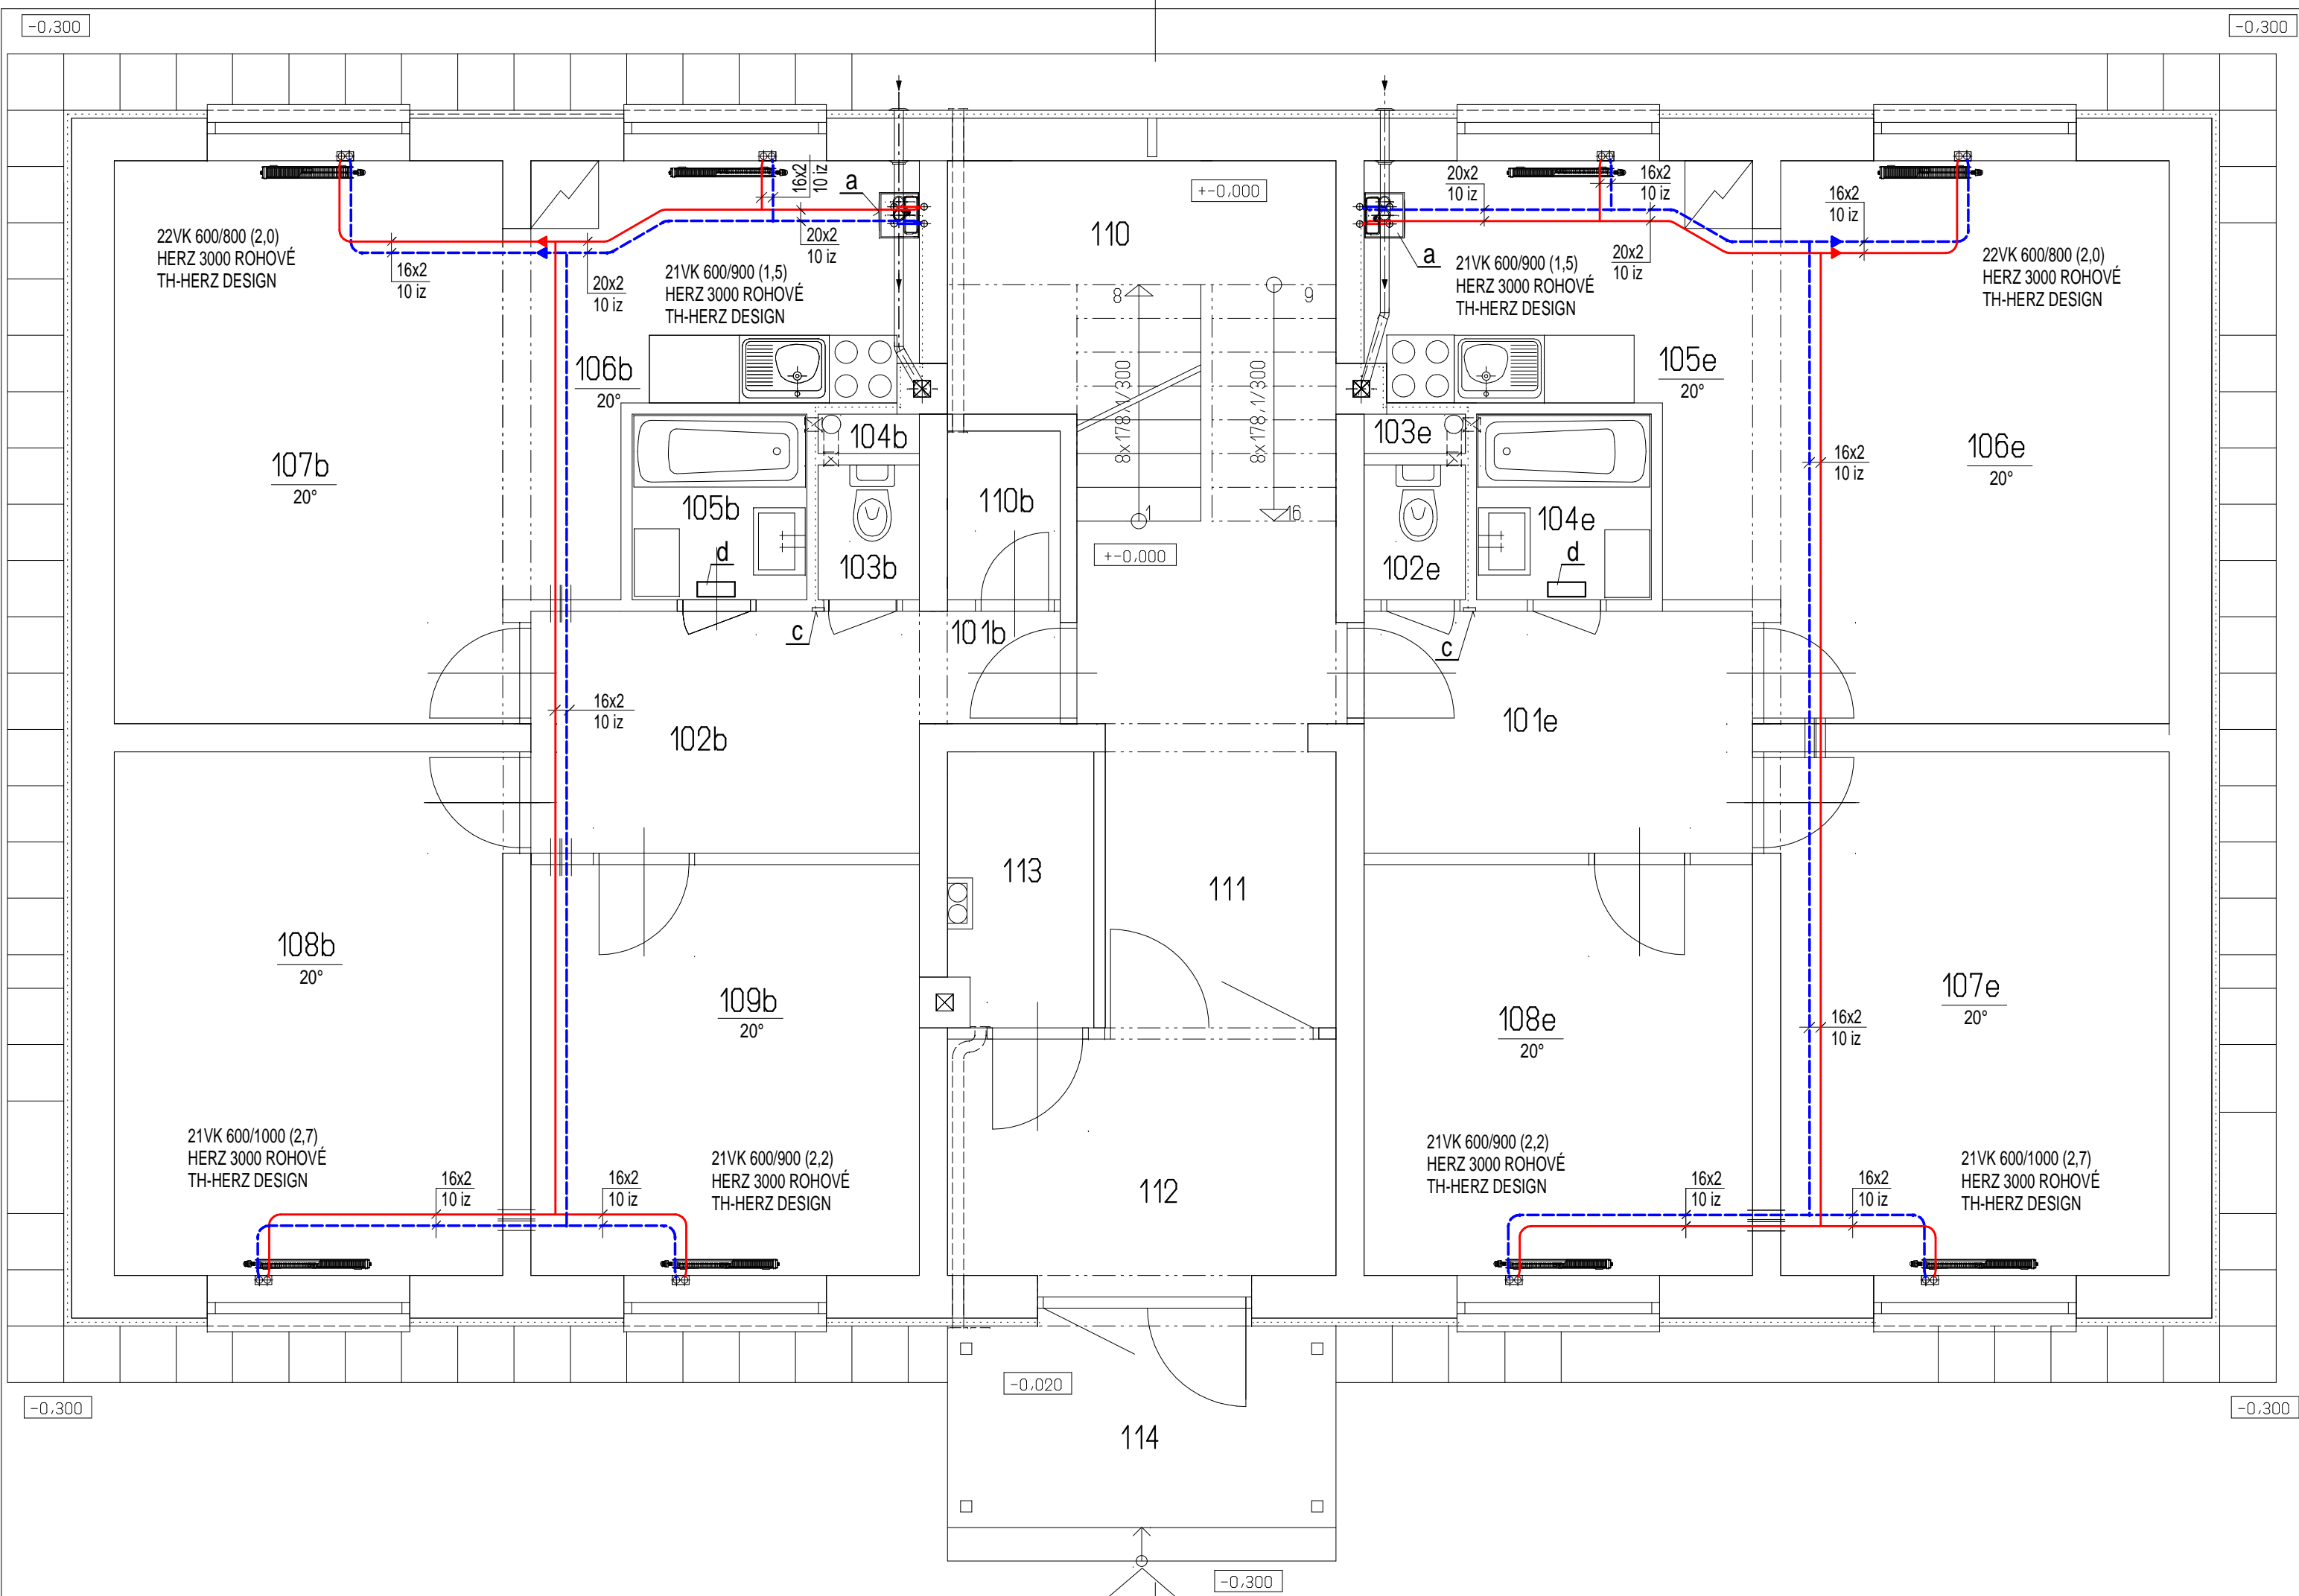 -0,300
-0,300
16x2
10 iz
a
20x2
10 iz
16x2
10 iz
+-0,000
110
16x2
10 iz
22VK 600/800 (2,0)
HERZ 3000 ROHOVÉ
TH-HERZ DESIGN
16x2
10 iz
20x2
10 iz
20x2
10 iz
21VK 600/900 (1,5)
HERZ 3000 ROHOVÉ
TH-HERZ DESIGN
a
21VK 600/900 (1,5)
HERZ 3000 ROHOVÉ
TH-HERZ DESIGN
20x2
10 iz
22VK 600/800 (2,0)
HERZ 3000 ROHOVÉ
TH-HERZ DESIGN
8
9
106b
20°
8x178,1/300
8x178,1/300
105e
20°
107b
20°
104b
103e
106e
20°
16x2
10 iz
105b
110b
1
16
104e
d
103b
+-0,000
102e
d
c
101b
c
16x2
10 iz
102b
101e
113
111
108b
20°
109b
20°
108e
20°
107e
20°
16x2
10 iz
21VK 600/1000 (2,7)
HERZ 3000 ROHOVÉ
TH-HERZ DESIGN
16x2
10 iz
16x2
10 iz
21VK 600/900 (2,2)
HERZ 3000 ROHOVÉ
TH-HERZ DESIGN
112
21VK 600/900 (2,2)
HERZ 3000 ROHOVÉ
TH-HERZ DESIGN
16x2
10 iz
16x2
10 iz
21VK 600/1000 (2,7)
HERZ 3000 ROHOVÉ
TH-HERZ DESIGN
-0,020
-0,300
-0,300
114
-0,300